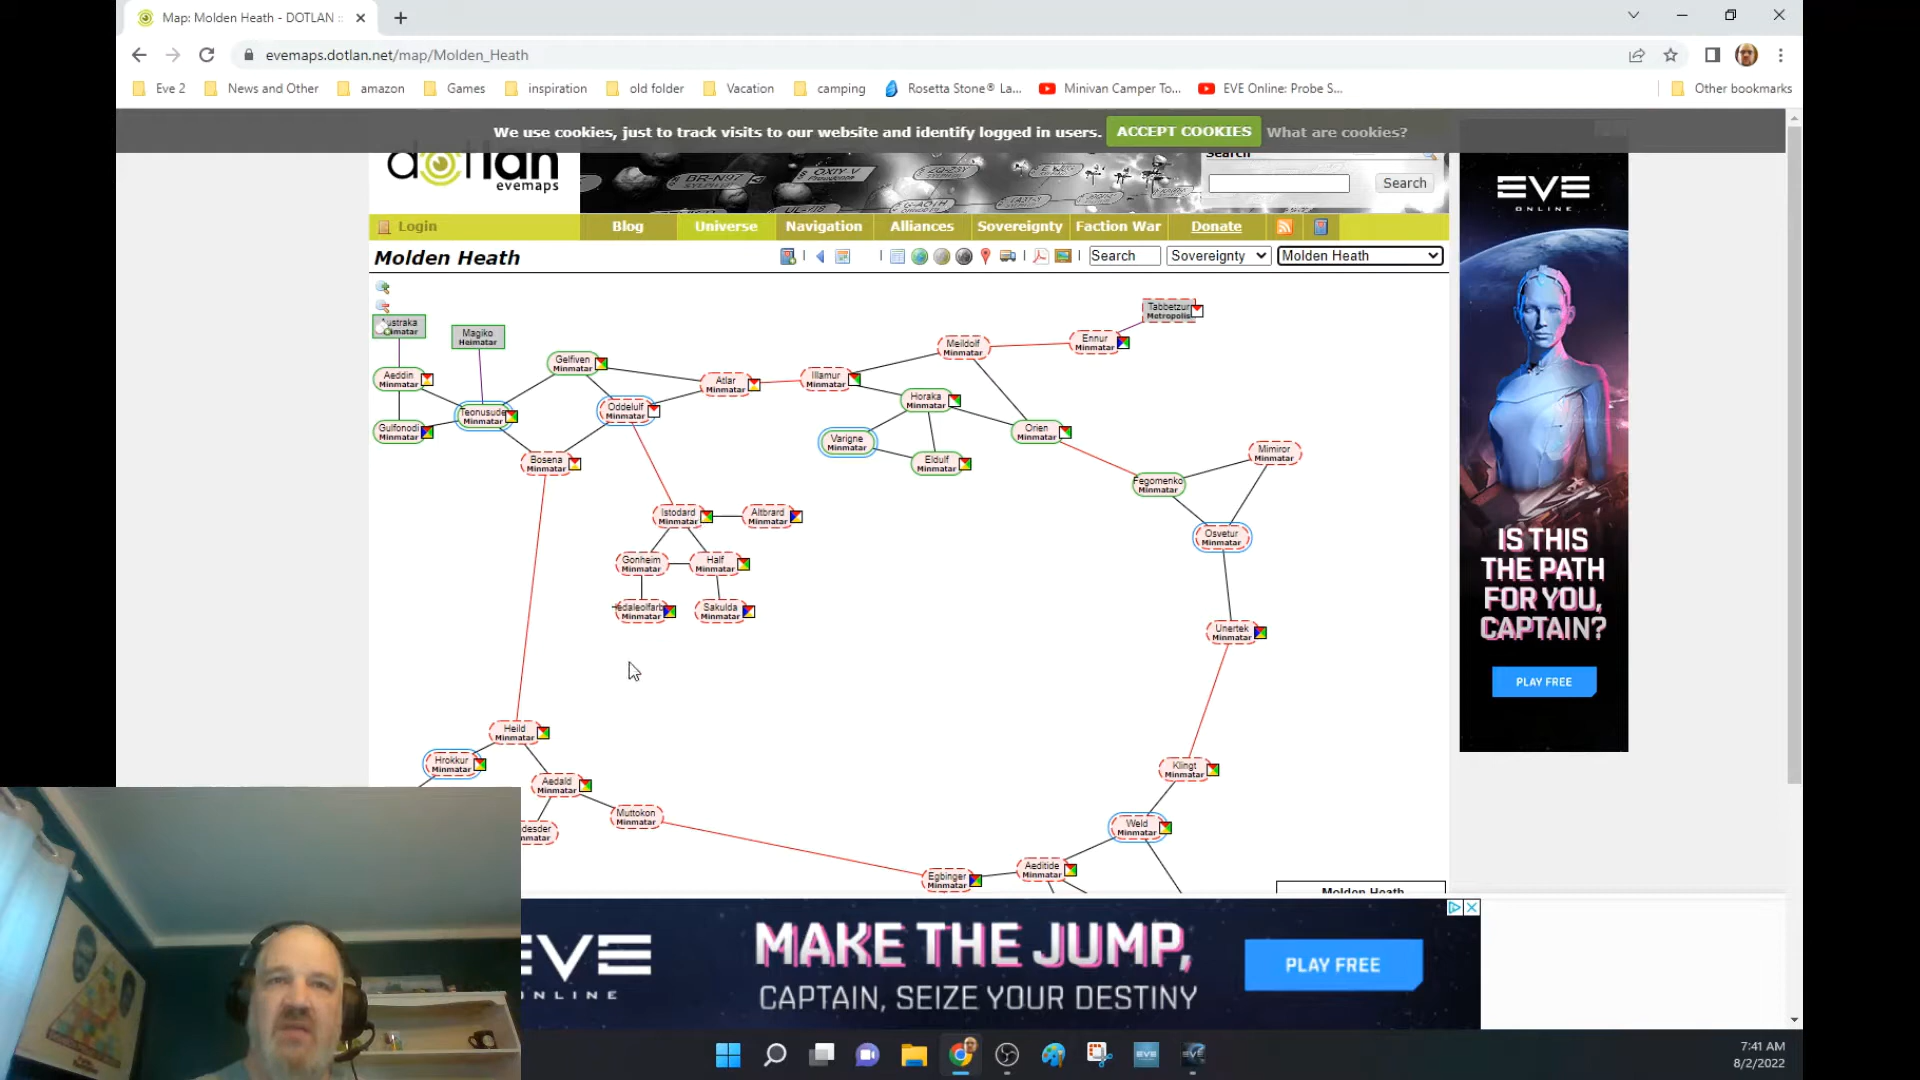 Map: Molden Heath - DOTLAN ::
evemaps.dotlan.net/map/Molden_Heath
Eve 2
News and Other
amazon
Games
inspiration
old folder
Vacation
camping
Rosetta Stone® La...
Minivan Camper To...
EVE Online: Probe S...
Other bookmarks
We use cookies, just to track visits to our website and identify logged in users. ACCEPT COOKIES What are cookies?
dotlan
evemaps
Search
Search
Login
Blog
Universe
Navigation
Alliances
Sovereignty
Faction War
Donate
Molden Heath
Search
Sovereignty
Molden Heath
Tabbetzur
Metropolis
Magiko
Heimatar
Ennur
Minmatar
Meildolf
Minmatar
Gelfiven
Minmatar
Aeddin
Minmatar
Atlar
Minmatar
Illamur
Minmatar
Horaka
Minmatar
Oddelulf
Minmatar
Teonusude
Minmatar
Gulfonodi
Minmatar
Orien
Minmatar
Varigne
Minmatar
Eldulf
Minmatar
Bosena
Minmatar
Mimiror
Minmatar
Fegomenko
Minmatar
Istodard
Minmatar
Altbrard
Minmatar
Osvetur
Minmatar
Gonheim
Minmatar
Half
Minmatar
Minmatar
Sakulda
Minmatar
Unertek
Minmatar
Heild
Minmatar
Hrokkur
Minmatar
Aedald
Minmatar
Klingt
Minmatar
Muttokon
Minmatar
Weld
Minmatar
Egbinger
Minmatar
Aeditide
Minmatar
Molden Heath
EVE
ONLINE
IS THIS
THE PATH
FOR YOU,
CAPTAIN?
PLAY FREE
MAKE THE JUMP,
CAPTAIN, SEIZE YOUR DESTINY
PLAY FREE
7:41 AM
8/2/2022